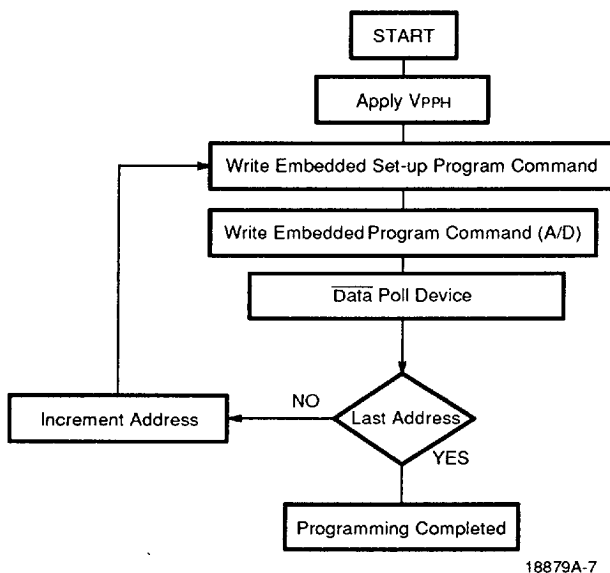 START
Apply VPPH
Write Embedded Set-up Program Command
Write Embedded Program Command (A/D)
Data Poll Device
Last Address
NO
Increment Address
YES
Programming Completed
18879A-7